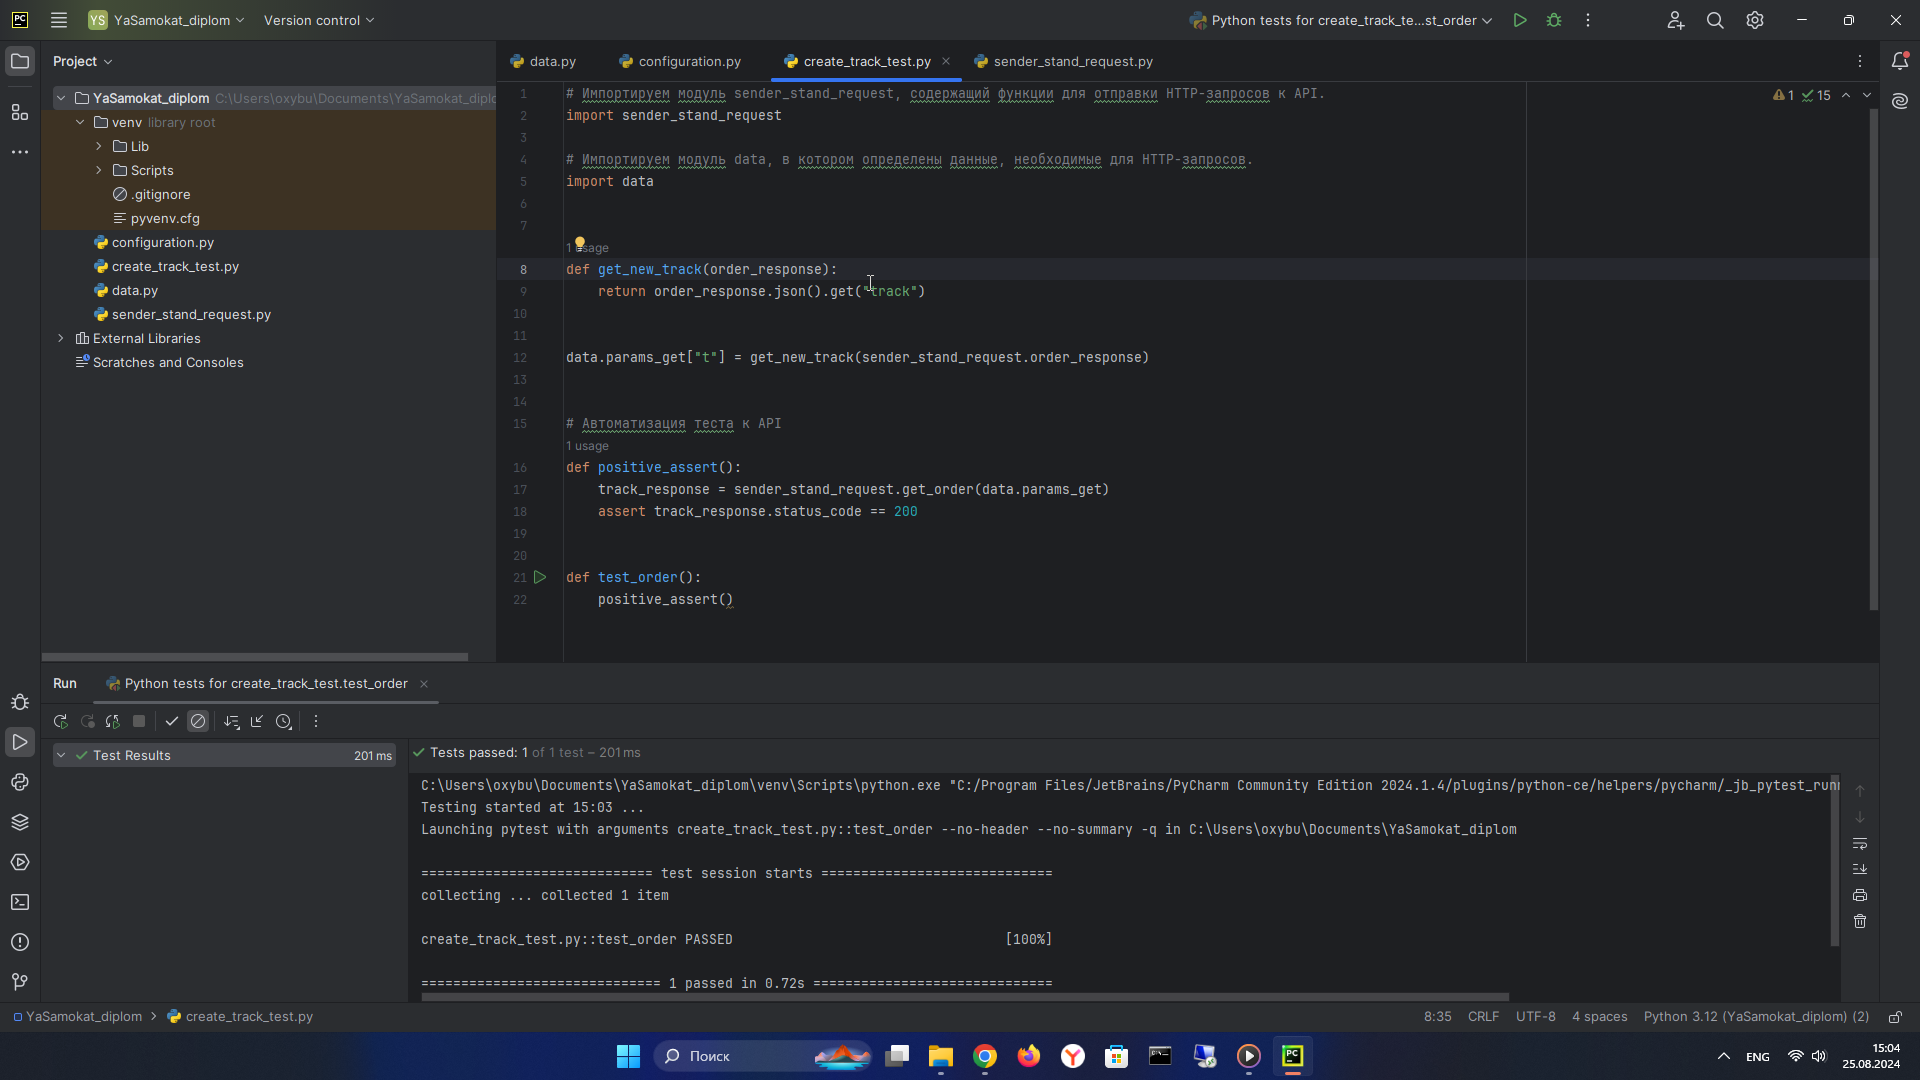 PC
YS YaSamokat_diplom Version control
Python tests for create_track_te...st_order
Project
YaSamokat_diplom C:\Users\oxybu\Documents\YaSamokat_diplo
venv library root
Lib
Scripts
.gitignore
pyvenv.cfg
configuration.py
create_track_test.py
data.py
sender_stand_request.py
External Libraries
Scratches and Consoles
data.py configuration.py create_track_test.py sender_stand_request.py
1 15
1 # Импортируем модуль sender_stand_request, содержащий функции для отправки HTTP-запросов к API.
2 import sender_stand_request
3
4 # Импортируем модуль data, в котором определены данные, необходимые для HTTP-запросов.
5 import data
6
7
1 usage
8 def get_new_track(order_response):
9 return order_response.json().get("track")
10
11
12 data.params_get["t"] = get_new_track(sender_stand_request.order_response)
13
14
15 # Автоматизация теста к API
1 usage
16 def positive_assert():
17 track_response = sender_stand_request.get_order(data.params_get)
18 assert track_response.status_code == 200
19
20
21 def test_order():
22 positive_assert()
Run Python tests for create_track_test.test_order
Test Results 201 ms
Tests passed: 1 of 1 test – 201 ms
C:\Users\oxybu\Documents\YaSamokat_diplom\venv\Scripts\python.exe "C:/Program Files/JetBrains/PyCharm Community Edition 2024.1.4/plugins/python-ce/helpers/pycharm/_jb_pytest_run
Testing started at 15:03 ...
Launching pytest with arguments create_track_test.py::test_order --no-header --no-summary -q in C:\Users\oxybu\Documents\YaSamokat_diplom
============================= test session starts =============================
collecting ... collected 1 item
create_track_test.py::test_order PASSED [100%]
============================== 1 passed in 0.72s ==============================
YaSamokat_diplom > create_track_test.py
8:35 CRLF UTF-8 4 spaces Python 3.12 (YaSamokat_diplom) (2)
Поиск
PC
ENG
15:04
25.08.2024